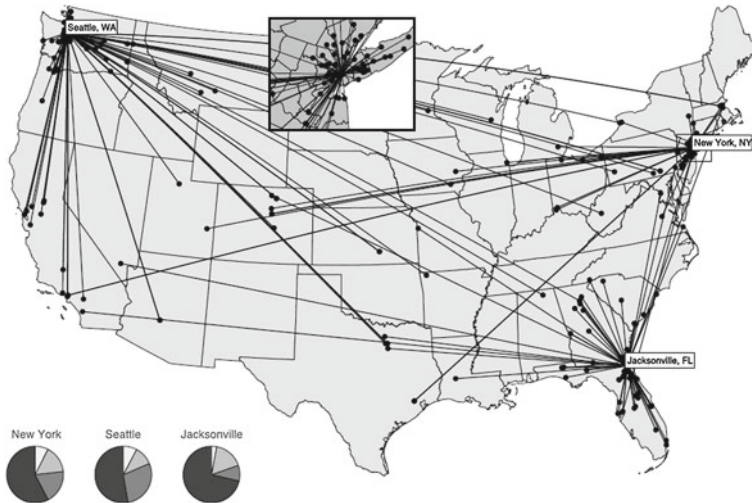 Seattle, WA
New York, NY
Jacksonville, FL
New York
Seattle
Jacksonville